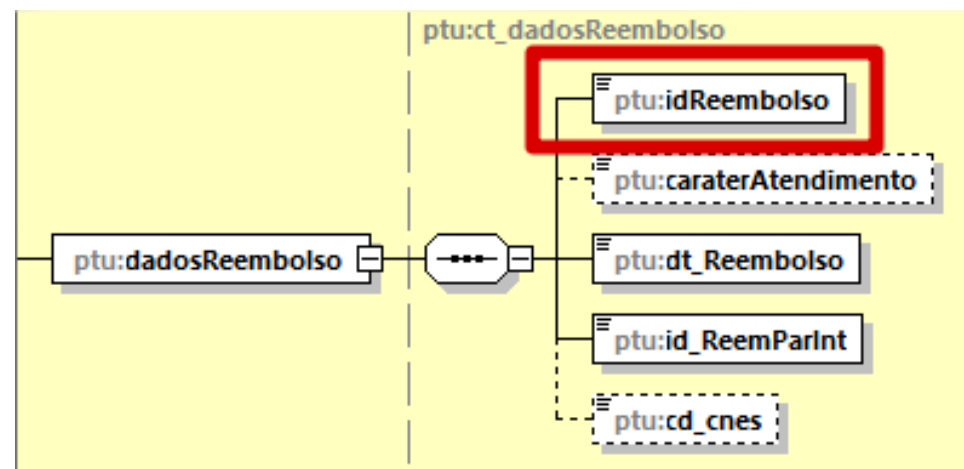 ptu:ct_dadosReembolso
ptu:idReembolso
ptu:caraterAtendimento
ptu:dadosReembolso
ptu:dt_Reembolso
ptu:id_ReemParInt
ptu:cd_cnes